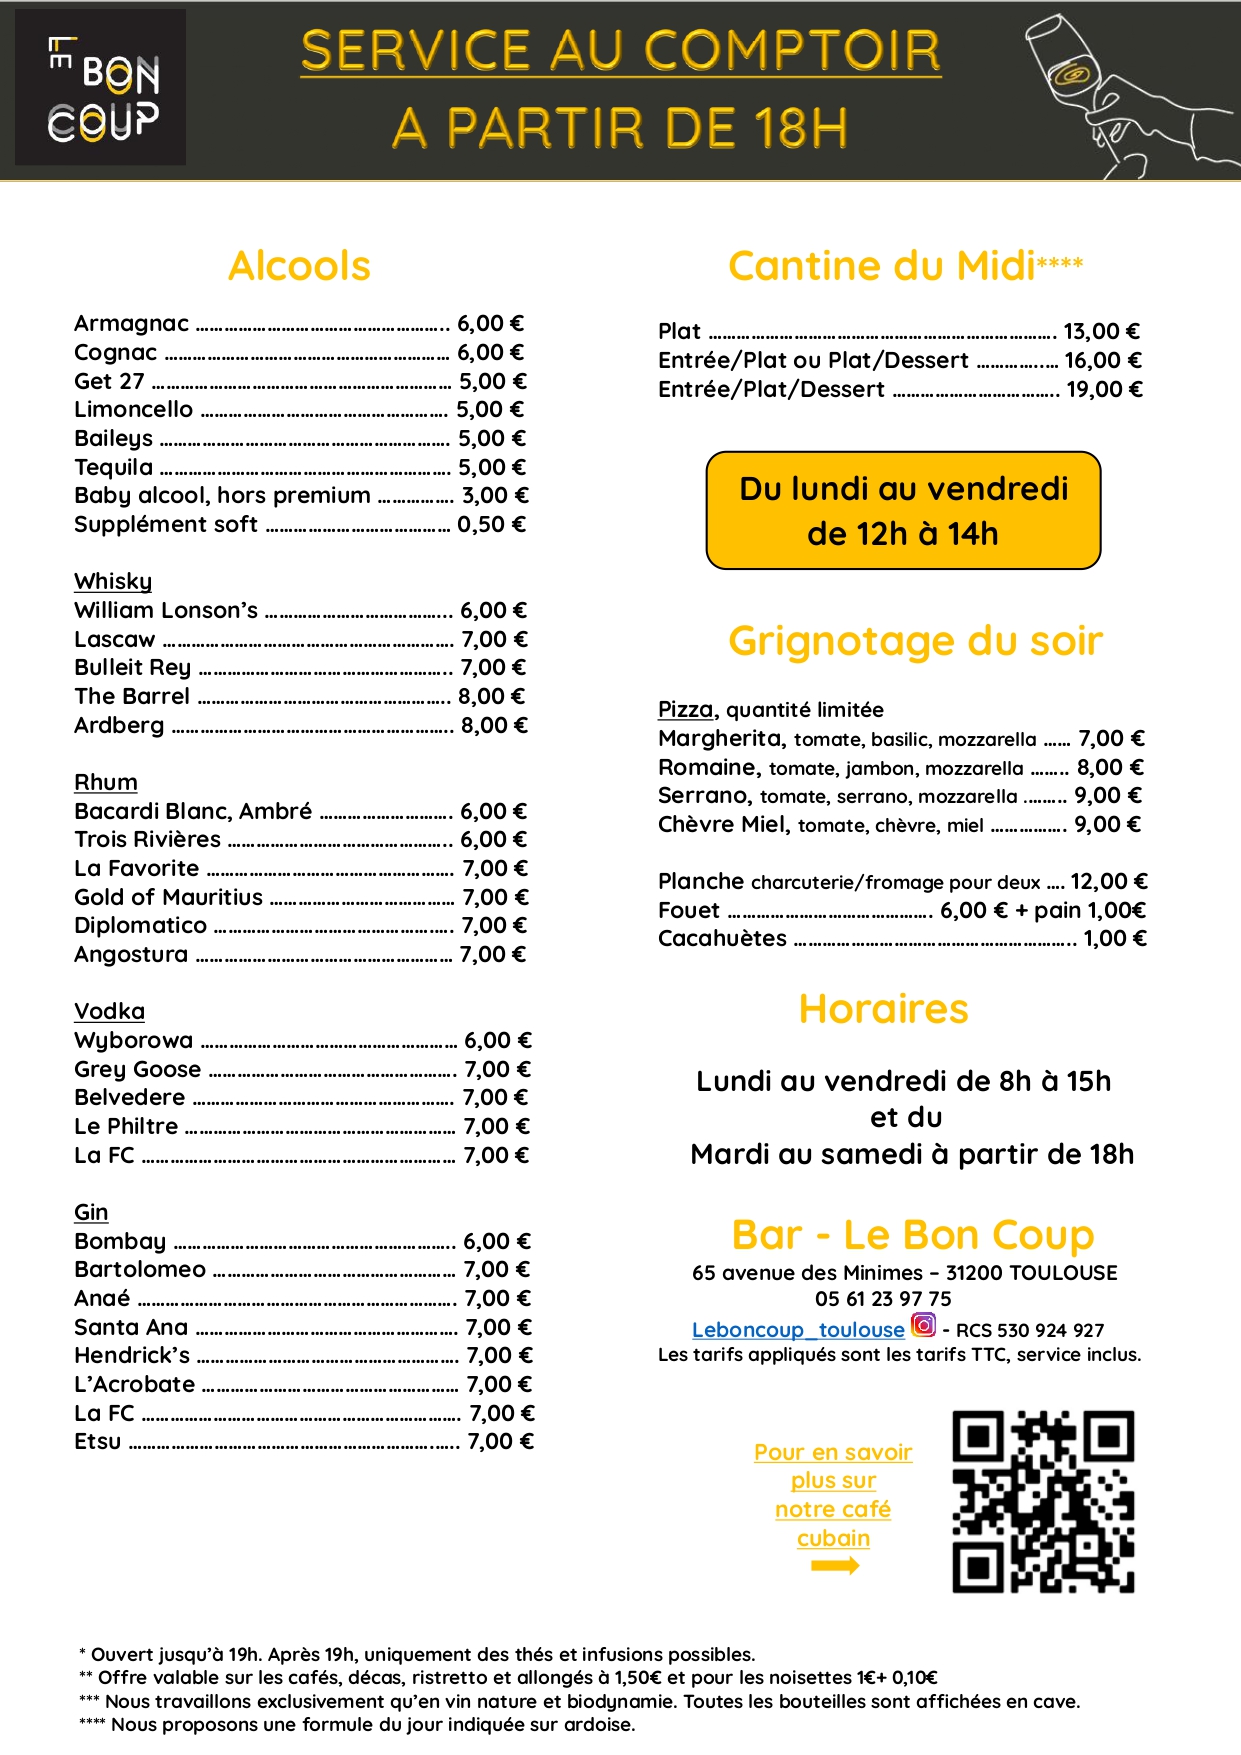 LE
BON
COUP
SERVICE AU COMPTOIR
A PARTIR DE 18H
Alcools
Armagnac ……………………………………………….. 6,00 €
Cognac …………………………………………………… 6,00 €
Get 27 ……………………………………………………… 5,00 €
Limoncello ……………………………………………. 5,00 €
Baileys ……………………………………………………. 5,00 €
Tequila ……………………………………………………. 5,00 €
Baby alcool, hors premium ……………. 3,00 €
Supplément soft ………………………………… 0,50 €
Whisky
William Lonson’s ………………………………... 6,00 €
Lascaw ……………………………………………………. 7,00 €
Bulleit Rey …………………………………………….. 7,00 €
The Barrel …………………………………………….. 8,00 €
Ardberg ………………………………………………….. 8,00 €
Rhum
Bacardi Blanc, Ambré ………………………. 6,00 €
Trois Rivières ……………………………………….. 6,00 €
La Favorite ……………………………………………. 7,00 €
Gold of Mauritius ………………………………… 7,00 €
Diplomatico ………………………………………….. 7,00 €
Angostura ……………………………………………… 7,00 €
Vodka
Wyborowa ……………………………………………… 6,00 €
Grey Goose ……………………………………………. 7,00 €
Belvedere ………………………………………………. 7,00 €
Le Philtre ………………………………………………… 7,00 €
La FC ………………………………………………………… 7,00 €
Gin
Bombay ………………………………………………….. 6,00 €
Bartolomeo …………………………………………… 7,00 €
Anaé …………………………………………………………. 7,00 €
Santa Ana ………………………………………………. 7,00 €
Hendrick’s ………………………………………………. 7,00 €
L’Acrobate ……………………………………………… 7,00 €
La FC …………………………………………………………. 7,00 €
Etsu …………………………………………………………….. 7,00 €
Cantine du Midi****
Plat ………………………………………………………………. 13,00 €
Entrée/Plat ou Plat/Dessert ………….…. 16,00 €
Entrée/Plat/Dessert …………………………….. 19,00 €
Du lundi au vendredi
de 12h à 14h
Grignotage du soir
Pizza, quantité limitée
Margherita, tomate, basilic, mozzarella …… 7,00 €
Romaine, tomate, jambon, mozzarella …….. 8,00 €
Serrano, tomate, serrano, mozzarella ……... 9,00 €
Chèvre Miel, tomate, chèvre, miel ……………. 9,00 €
Planche charcuterie/fromage pour deux …. 12,00 €
Fouet ……………………………………. 6,00 € + pain 1,00€
Cacahuètes ………………………………………………….. 1,00 €
Horaires
Lundi au vendredi de 8h à 15h
et du
Mardi au samedi à partir de 18h
Bar - Le Bon Coup
65 avenue des Minimes – 31200 TOULOUSE
05 61 23 97 75
Leboncoup_toulouse - RCS 530 924 927
Les tarifs appliqués sont les tarifs TTC, service inclus.
Pour en savoir
plus sur
notre café
cubain
* Ouvert jusqu’à 19h. Après 19h, uniquement des thés et infusions possibles.
** Offre valable sur les cafés, décas, ristretto et allongés à 1,50€ et pour les noisettes 1€+ 0,10€
*** Nous travaillons exclusivement qu’en vin nature et biodynamie. Toutes les bouteilles sont affichées en cave.
**** Nous proposons une formule du jour indiquée sur ardoise.